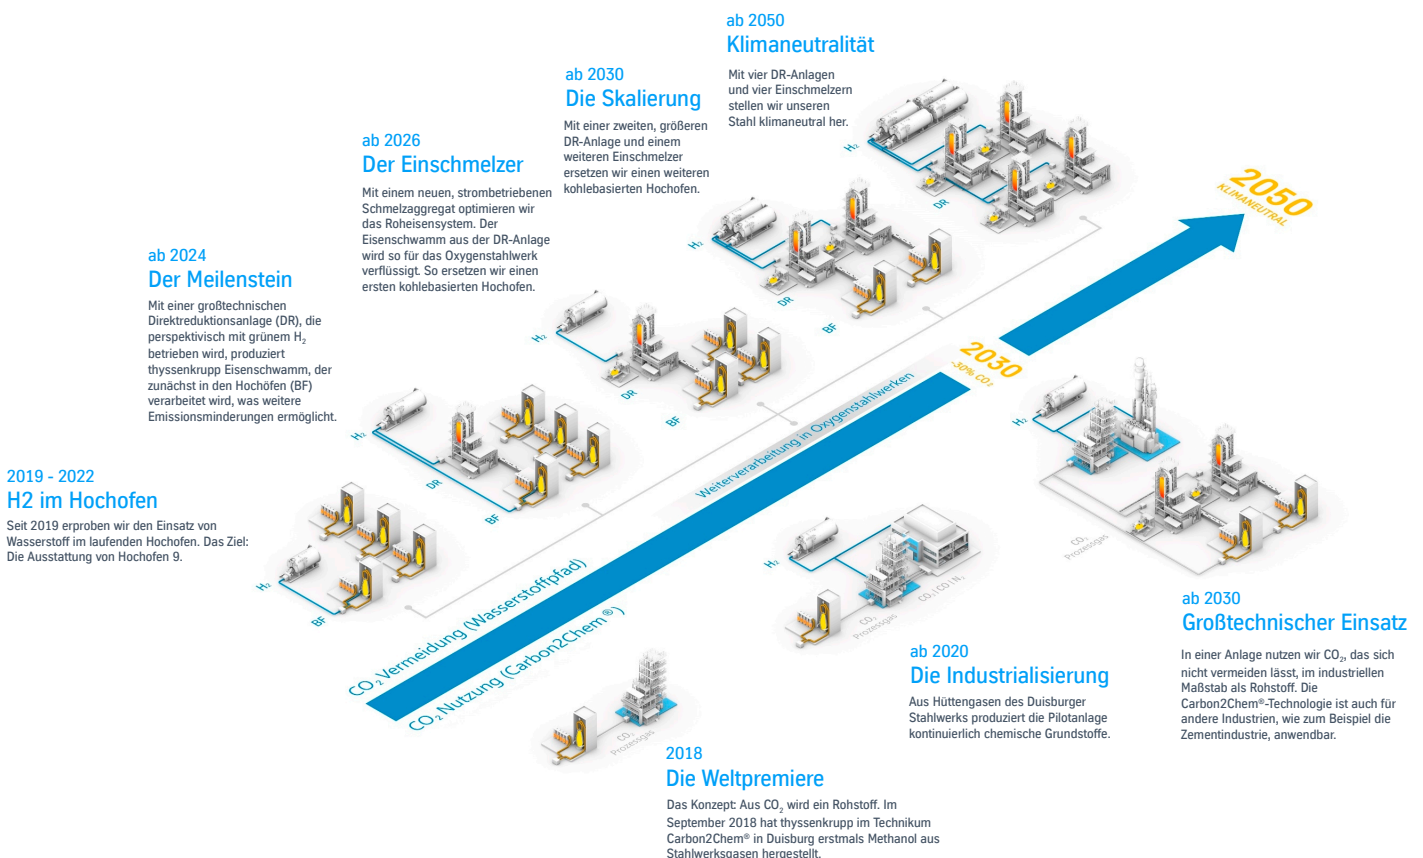 ab 2050
Klimaneutralität
Mit vier DR-Anlagen
und vier Einschmelzern
stellen wir unseren
Stahl klimaneutral her.
ab 2030
Die Skalierung
Mit einer zweiten, größeren
DR-Anlage und einem
weiteren Einschmelzer
ersetzen wir einen weiteren
kohlebasierten Hochofen.
ab 2026
Der Einschmelzer
Mit einem neuen, strombetriebenen
Schmelzaggregat optimieren wir
das Roheisensystem. Der
Eisenschwamm aus der DR-Anlage
wird so für das Oxygenstahlwerk
verflüssigt. So ersetzen wir einen
ersten kohlebasierten Hochofen.
ab 2024
Der Meilenstein
Mit einer großtechnischen
Direktreduktionsanlage (DR), die
perspektivisch mit grünem H₂
betrieben wird, produziert
thyssenkrupp Eisenschwamm, der
zunächst in den Hochöfen (BF)
verarbeitet wird, was weitere
Emissionsminderungen ermöglicht.
2019 - 2022
H2 im Hochofen
Seit 2019 erproben wir den Einsatz von
Wasserstoff im laufenden Hochofen. Das Ziel:
Die Ausstattung von Hochofen 9.
H₂
DR
H₂
DR
BF
H₂
DR
BF
H₂
DR
BF
H₂
BF
2050
KLIMANEUTRAL
2030
-30% CO₂
Weiterverarbeitung in Oxygenstahlwerken
CO₂ Vermeidung (Wasserstoffpfad)
CO₂ Nutzung (Carbon2Chem®)
CO₂
Prozessgas
2018
Die Weltpremiere
Das Konzept: Aus CO₂ wird ein Rohstoff. Im
September 2018 hat thyssenkrupp im Technikum
Carbon2Chem® in Duisburg erstmals Methanol aus
Stahlwerksgasen hergestellt.
H₂
CO₂
Prozessgas
CO₂ | CO | N₂
ab 2020
Die Industrialisierung
Aus Hüttengasen des Duisburger
Stahlwerks produziert die Pilotanlage
kontinuierlich chemische Grundstoffe.
H₂
CO₂
Prozessgas
ab 2030
Großtechnischer Einsatz
In einer Anlage nutzen wir CO₂, das sich
nicht vermeiden lässt, im industriellen
Maßstab als Rohstoff. Die
Carbon2Chem®-Technologie ist auch für
andere Industrien, wie zum Beispiel die
Zementindustrie, anwendbar.